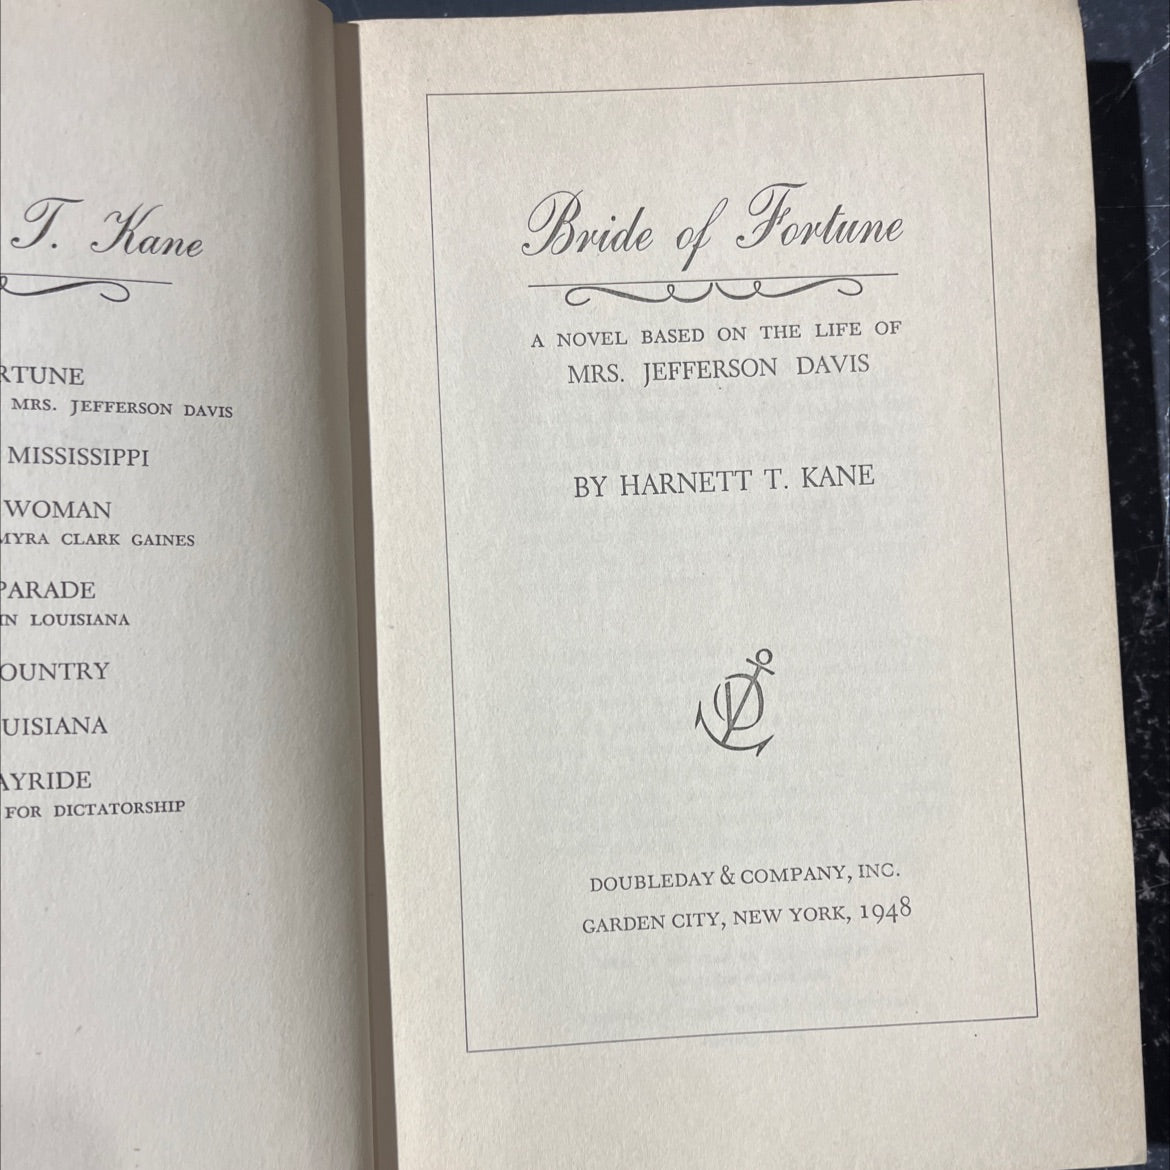 T. Kane
RTUNE
MRS. JEFFERSON DAVIS
MISSISSIPPI
WOMAN
MYRA CLARK GAINES
PARADE
IN LOUISIANA
OUNTRY
UISIANA
AYRIDE
FOR DICTATORSHIP
Bride of Fortune
A NOVEL BASED ON THE LIFE OF
MRS. JEFFERSON DAVIS
BY HARNETT T. KANE
D
DOUBLEDAY & COMPANY, INC.
GARDEN CITY, NEW YORK, 1948